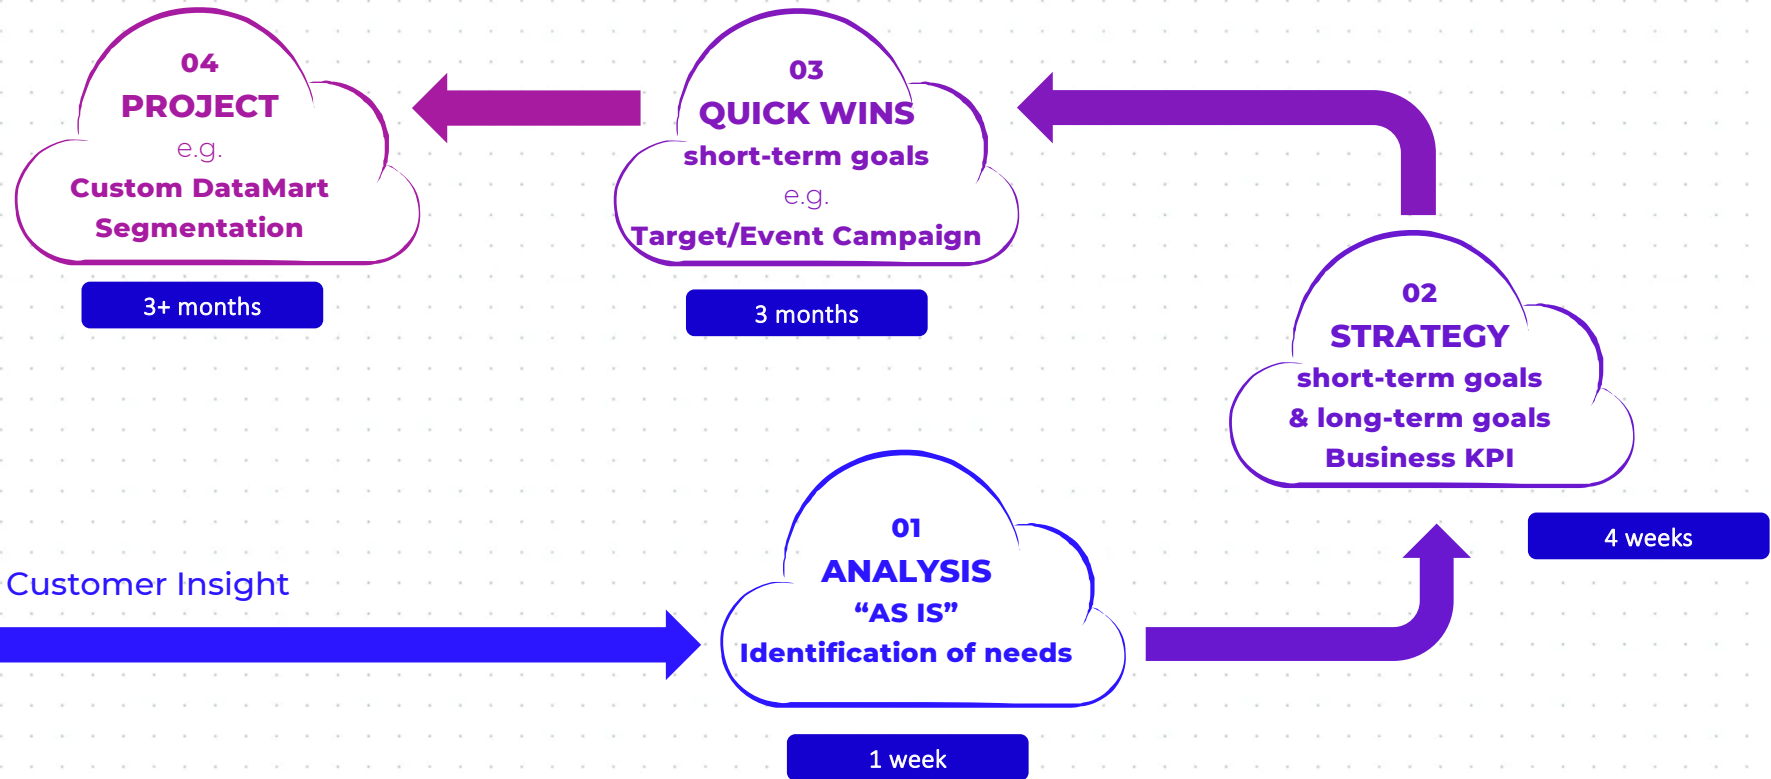 04
PROJECT
e.g.
Custom DataMart
Segmentation
3+ months
03
QUICK WINS
short-term goals
e.g.
Target/Event Campaign
3 months
02
STRATEGY
short-term goals
& long-term goals
Business KPI
4 weeks
Customer Insight
01
ANALYSIS
“AS IS”
Identification of needs
1 week